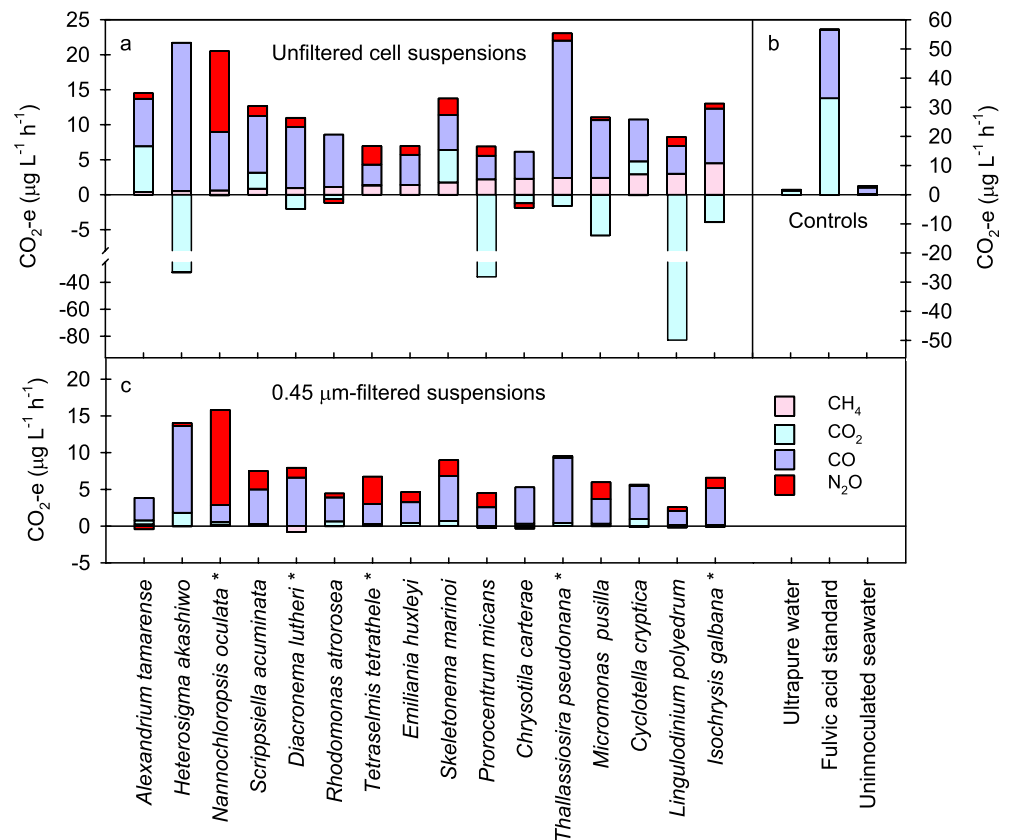 a
Unfiltered cell suspensions
b
Controls
25
20
15
10
5
0
-5
-40
-60
-80
CO₂-e (μg L⁻¹ h⁻¹)
60
50
40
30
20
10
0
-10
-20
-30
-40
-50
CO₂-e (μg L⁻¹ h⁻¹)
c
0.45 μm-filtered suspensions
20
15
10
5
0
-5
CO₂-e (μg L⁻¹ h⁻¹)
CH₄
CO₂
CO
N₂O
Alexandrium tamarense
Heterosigma akashiwo
Nannochloropsis oculata *
Scrippsiella acuminata
Diacronema lutheri *
Rhodomonas atrorosea
Tetraselmis tetrathele *
Emiliania huxleyi
Skeletonema marinoi
Prorocentrum micans
Chrysotila carterae
Thallassiosira pseudonana *
Micromonas pusilla
Cyclotella cryptica
Lingulodinium polyedrum
Isochrysis galbana *
Ultrapure water
Fulvic acid standard
Uninnoculated seawater